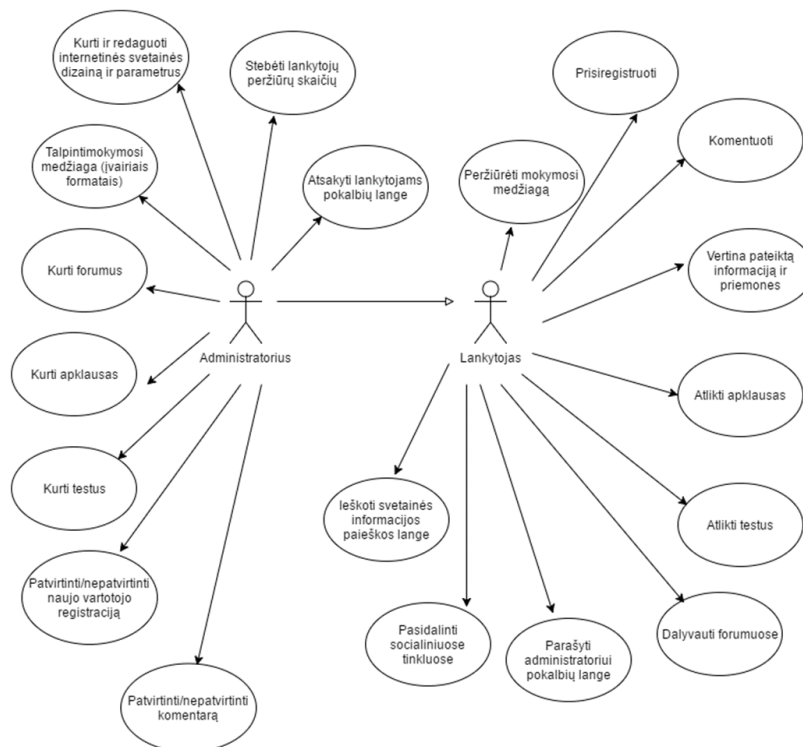 Kurti ir redaguoti
internetinės svetainės
dizainą ir parametrus
Stebėti lankytojų
peržiūrų skaičių
Prisiregistruoti
Komentuoti
Talpintimokymosi
medžiaga (įvairiais
formatais)
Atsakyti lankytojams
pokalbių lange
Peržiūrėti mokymosi
medžiagą
Vertina pateiktą
informaciją ir
priemones
Kurti forumus
Administratorius
Lankytojas
Kurti apklausas
Atlikti apklausas
Kurti testus
Ieškoti svetainės
informacijos
paieškos lange
Atlikti testus
Patvirtinti/nepatvirtinti
naujo vartotojo
registraciją
Pasidalinti
socialiniuose
tinkluose
Parašyti
administratoriui
pokalbių lange
Dalyvauti forumuose
Patvirtinti/nepatvirtinti
komentarą